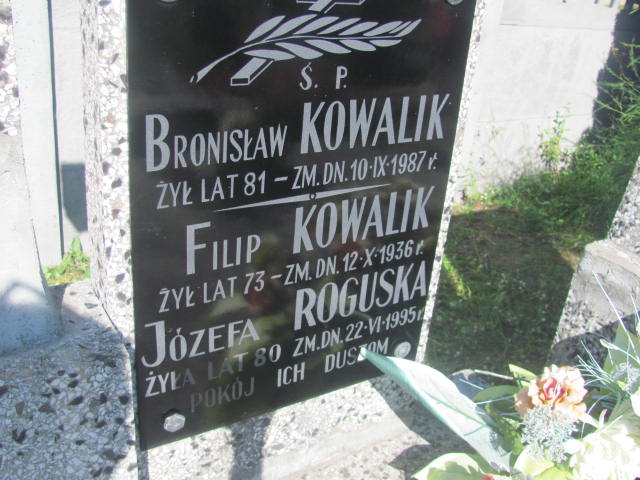 Ś. P.
BRONISŁAW KOWALIK
ŻYŁ LAT 81 – ZM. DN. 10·IX·1987 r.
FILIP KOWALIK
ŻYŁ LAT 73 – ZM. DN. 12·X·1936 r.
JÓZEFA ROGUSKA
ŻYŁA LAT 80 ZM. DN. 22·VI·1995 r.
POKÓJ ICH DUSZOM